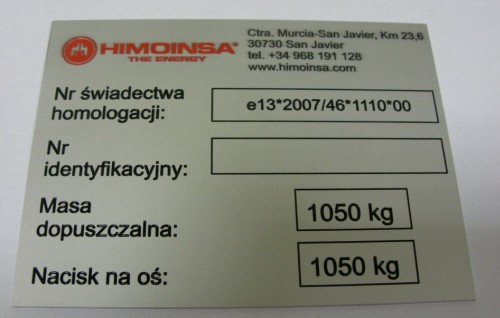 HIMOINSA®
THE ENERGY
Ctra. Murcia-San Javier, Km 23,6
30730 San Javier
tel. +34 968 191 128
www.himoinsa.com
Nr świadectwa
homologacji:
e13*2007/46*1110*00
Nr
identyfikacyjny:
Masa
dopuszczalna:
1050 kg
Nacisk na oś:
1050 kg